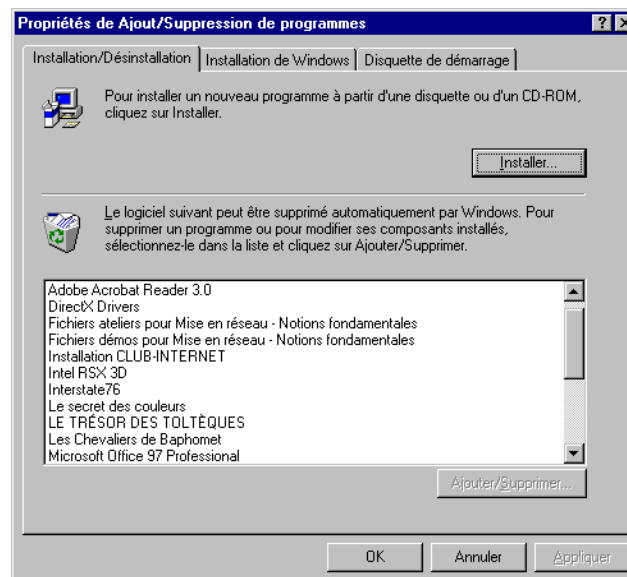 Propriétés de Ajout/Suppression de programmes
Installation/Désinstallation Installation de Windows Disquette de démarrage
Pour installer un nouveau programme à partir d'une disquette ou d'un CD-ROM,
cliquez sur Installer.
Installer...
Le logiciel suivant peut être supprimé automatiquement par Windows. Pour
supprimer un programme ou pour modifier ses composants installés,
sélectionnez-le dans la liste et cliquez sur Ajouter/Supprimer.
Adobe Acrobat Reader 3.0
DirectX Drivers
Fichiers ateliers pour Mise en réseau - Notions fondamentales
Fichiers démos pour Mise en réseau - Notions fondamentales
Installation CLUB-INTERNET
Intel RSX 3D
Interstate76
Le secret des couleurs
LE TRÉSOR DES TOLTÈQUES
Les Chevaliers de Baphomet
Microsoft Office 97 Professional
Ajouter/Supprimer...
OK Annuler Appliquer